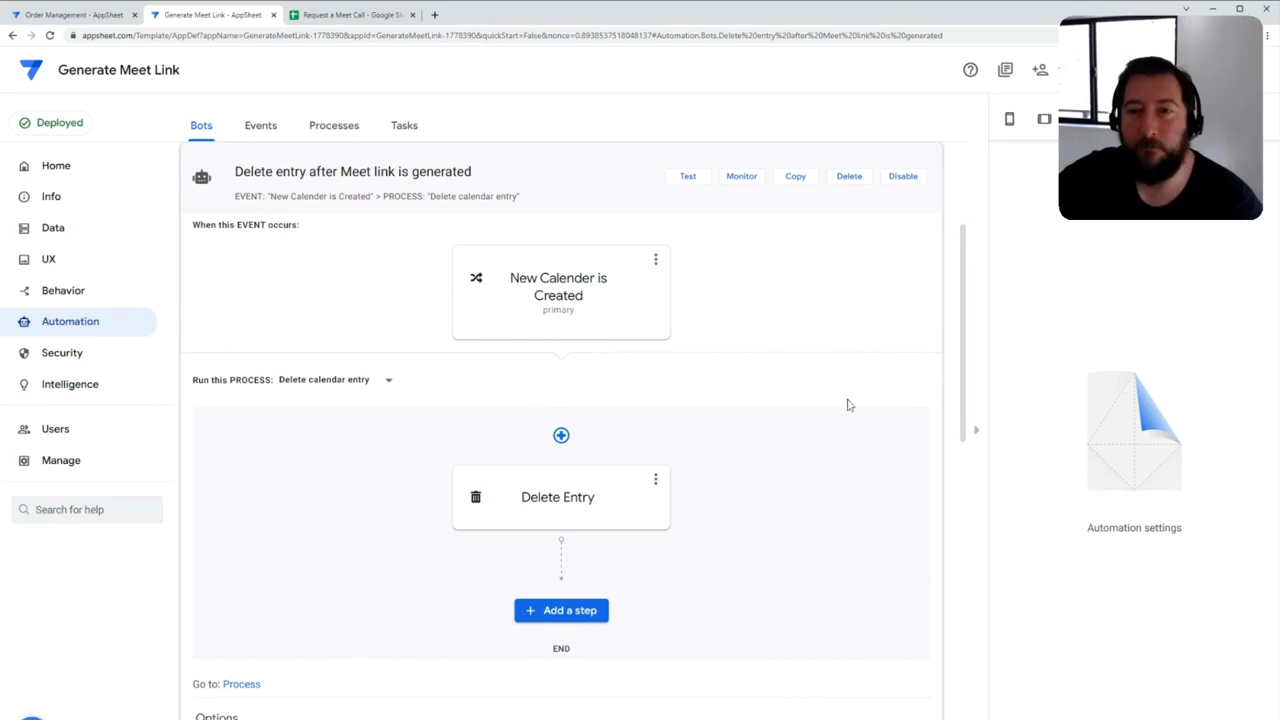 Order Management - AppSheet
Generate Meet Link - AppSheet
Request a Meet Call - Google She
appsheet.com/Template/AppDef?appName=GenerateMeetLink-1778390&appId=GenerateMeetLink-1778390&quickStart=False&nonce=0.8938537518048137#Automation.Bots.Delete%20entry%20after%20Meet%20link%20is%20generated
Generate Meet Link
Deployed
Bots
Events
Processes
Tasks
Home
Info
Data
UX
Behavior
Automation
Security
Intelligence
Users
Manage
Search for help
Delete entry after Meet link is generated
EVENT: "New Calender is Created" > PROCESS: "Delete calendar entry"
Test
Monitor
Copy
Delete
Disable
When this EVENT occurs:
New Calender is
Created
primary
Run this PROCESS: Delete calendar entry
Delete Entry
+ Add a step
END
Go to: Process
Options
Automation settings